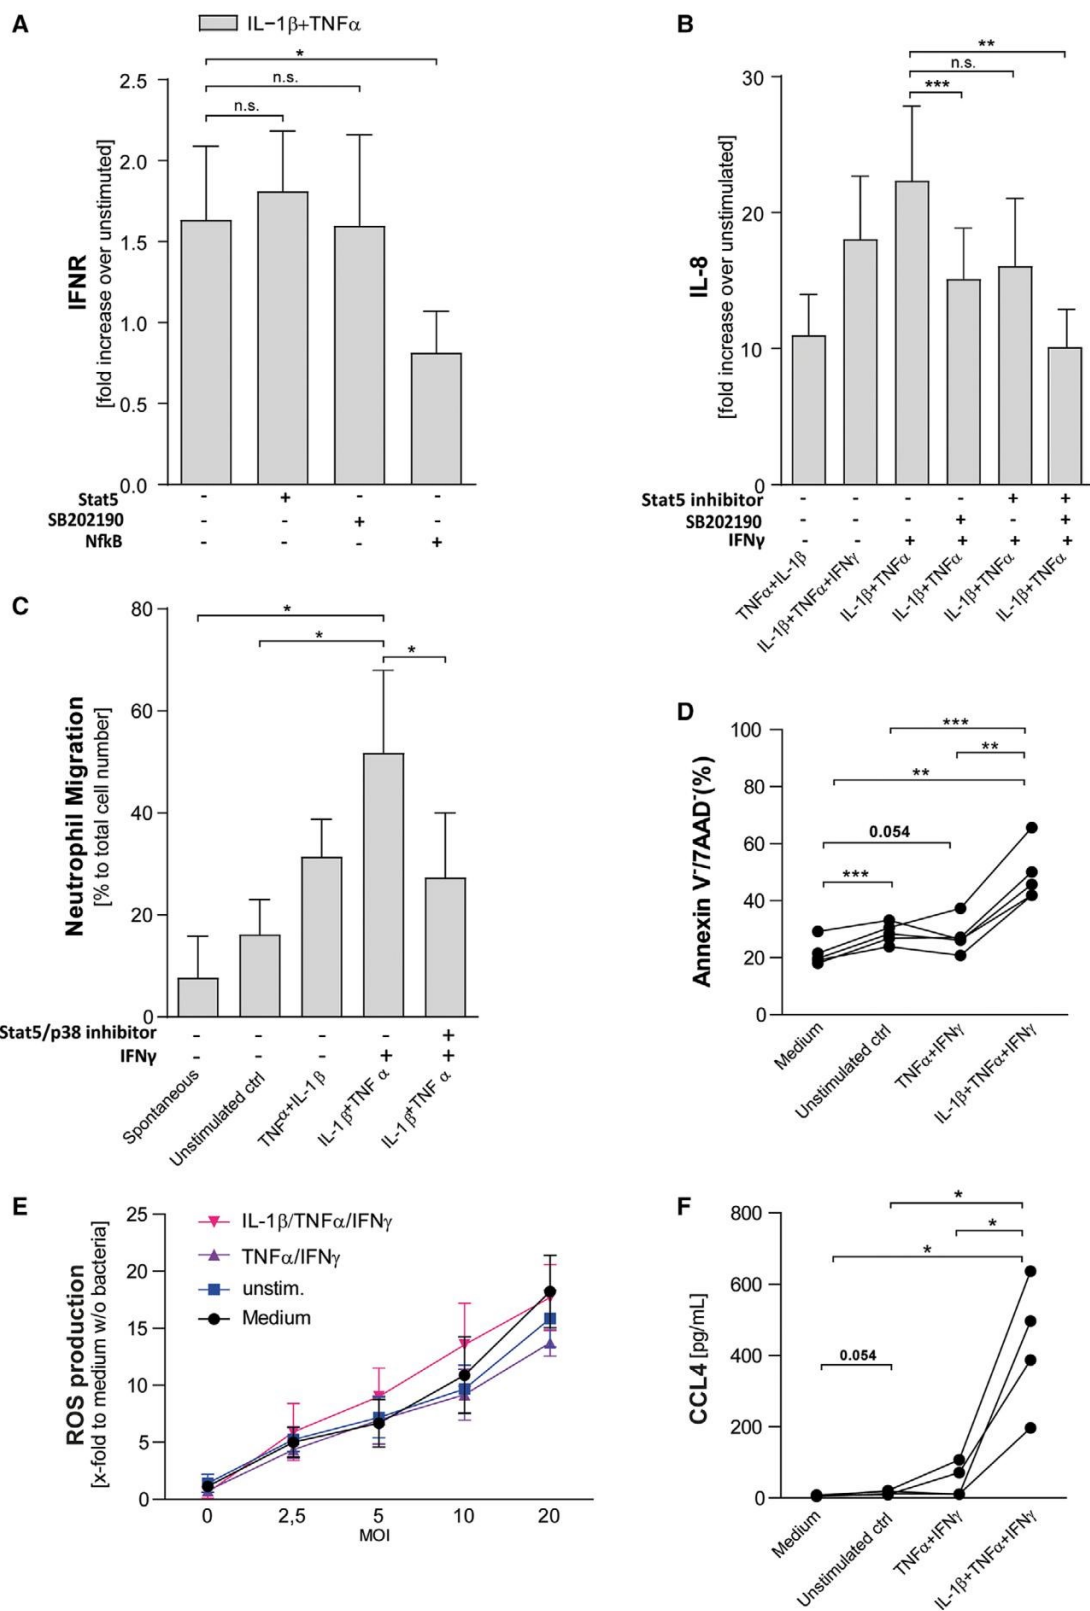 A
IL−1β+TNFα
*
n.s.
n.s.
2.5
2.0
1.5
1.0
0.5
0.0
IFNR
[fold increase over unstimuted]
Stat5 - + - -
SB202190 - - + -
NfkB - - - +
B
**
n.s.
***
30
20
10
0
IL-8
[fold increase over unstimulated]
Stat5 inhibitor - - - - + +
SB202190 - - - + - +
IFNγ - - + + + +
TNFα+IL-1β
IL-1β+TNFα+IFNγ
IL-1β+TNFα
IL-1β+TNFα
IL-1β+TNFα
IL-1β+TNFα
C
*
*
*
80
60
40
20
0
Neutrophil Migration
[% to total cell number]
Stat5/p38 inhibitor - - - - +
IFNγ - - - + +
Spontaneous
Unstimulated ctrl
TNFα+IL-1β
IL-1β+TNF α
IL-1β+TNF α
D
***
**
**
0.054
***
100
80
60
40
20
0
Annexin V-/7AAD-(%)
Medium
Unstimulated ctrl
TNFα+IFNγ
IL-1β+TNFα+IFNγ
E
IL-1β/TNFα/IFNγ
TNFα/IFNγ
unstim.
Medium
25
20
15
10
5
0
ROS production
[x-fold to medium w/o bacteria]
0 2,5 5 10 20
MOI
F
*
*
*
0.054
800
600
400
200
0
CCL4 [pg/mL]
Medium
Unstimulated ctrl
TNFα+IFNγ
IL-1β+TNFα+IFNγ